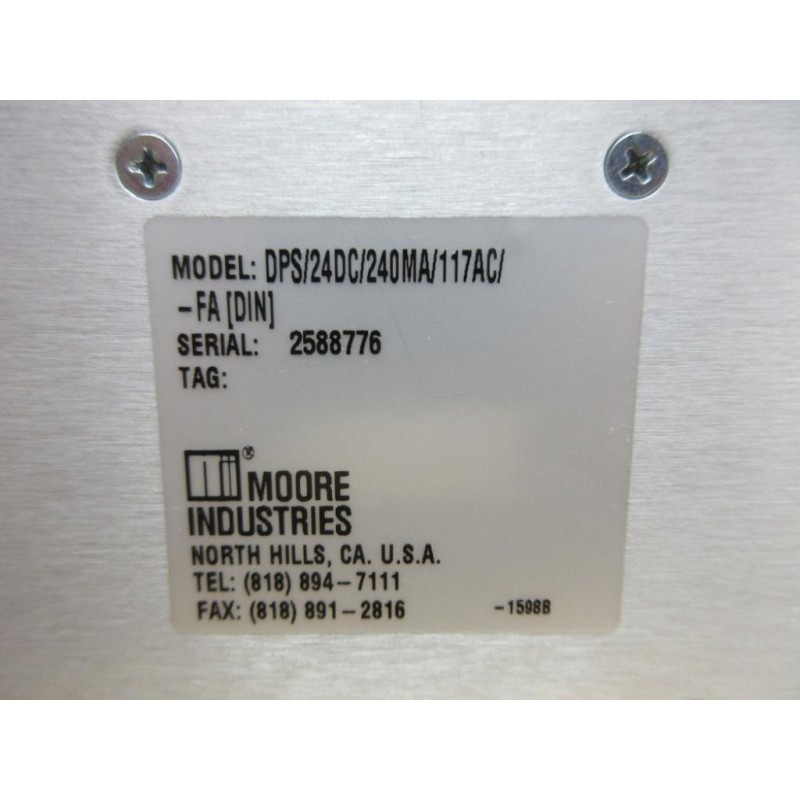 MODEL: DPS/24DC/240MA/117AC/
-FA [DIN]
SERIAL: 2588776
TAG:
®
MOORE
INDUSTRIES
NORTH HILLS, CA. U.S.A.
TEL: (818) 894-7111
FAX: (818) 891-2816 -1598B